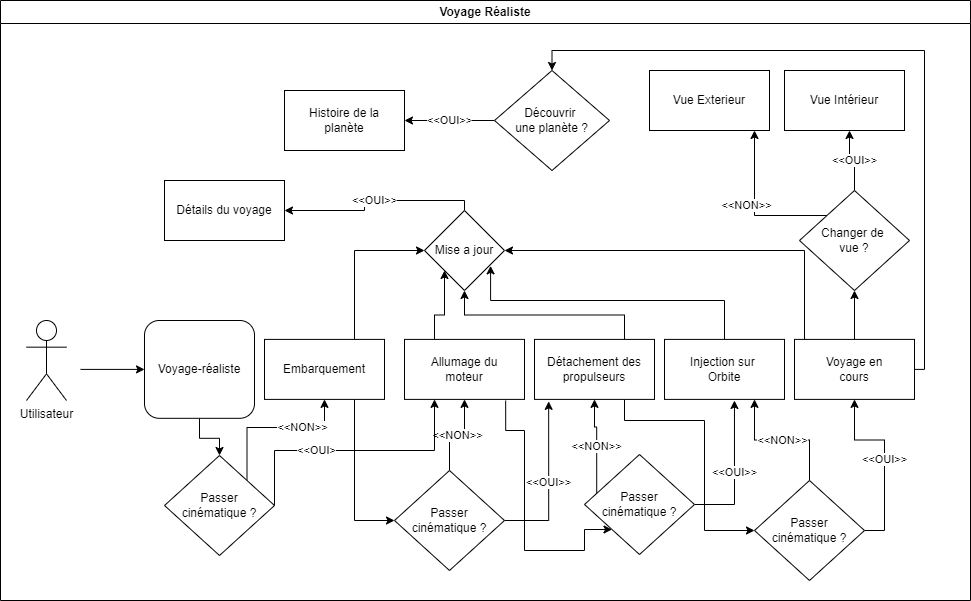 Voyage Réaliste
Découvrir
une planète ?
Histoire de la
planète
<<OUI>>
Vue Exterieur
Vue Intérieur
<<OUI>>
<<NON>>
Changer de
vue ?
Détails du voyage
<<OUI>>
Mise a jour
Utilisateur
Voyage-réaliste
Embarquement
Allumage du
moteur
Détachement des
propulseurs
Injection sur
Orbite
Voyage en
cours
<<NON>>
<<OUI>
<<NON>>
<<NON>>
<<NON>>
<<OUI>>
<<OUI>>
<<OUI>>
Passer
cinématique ?
Passer
cinématique ?
Passer
cinématique ?
Passer
cinématique ?